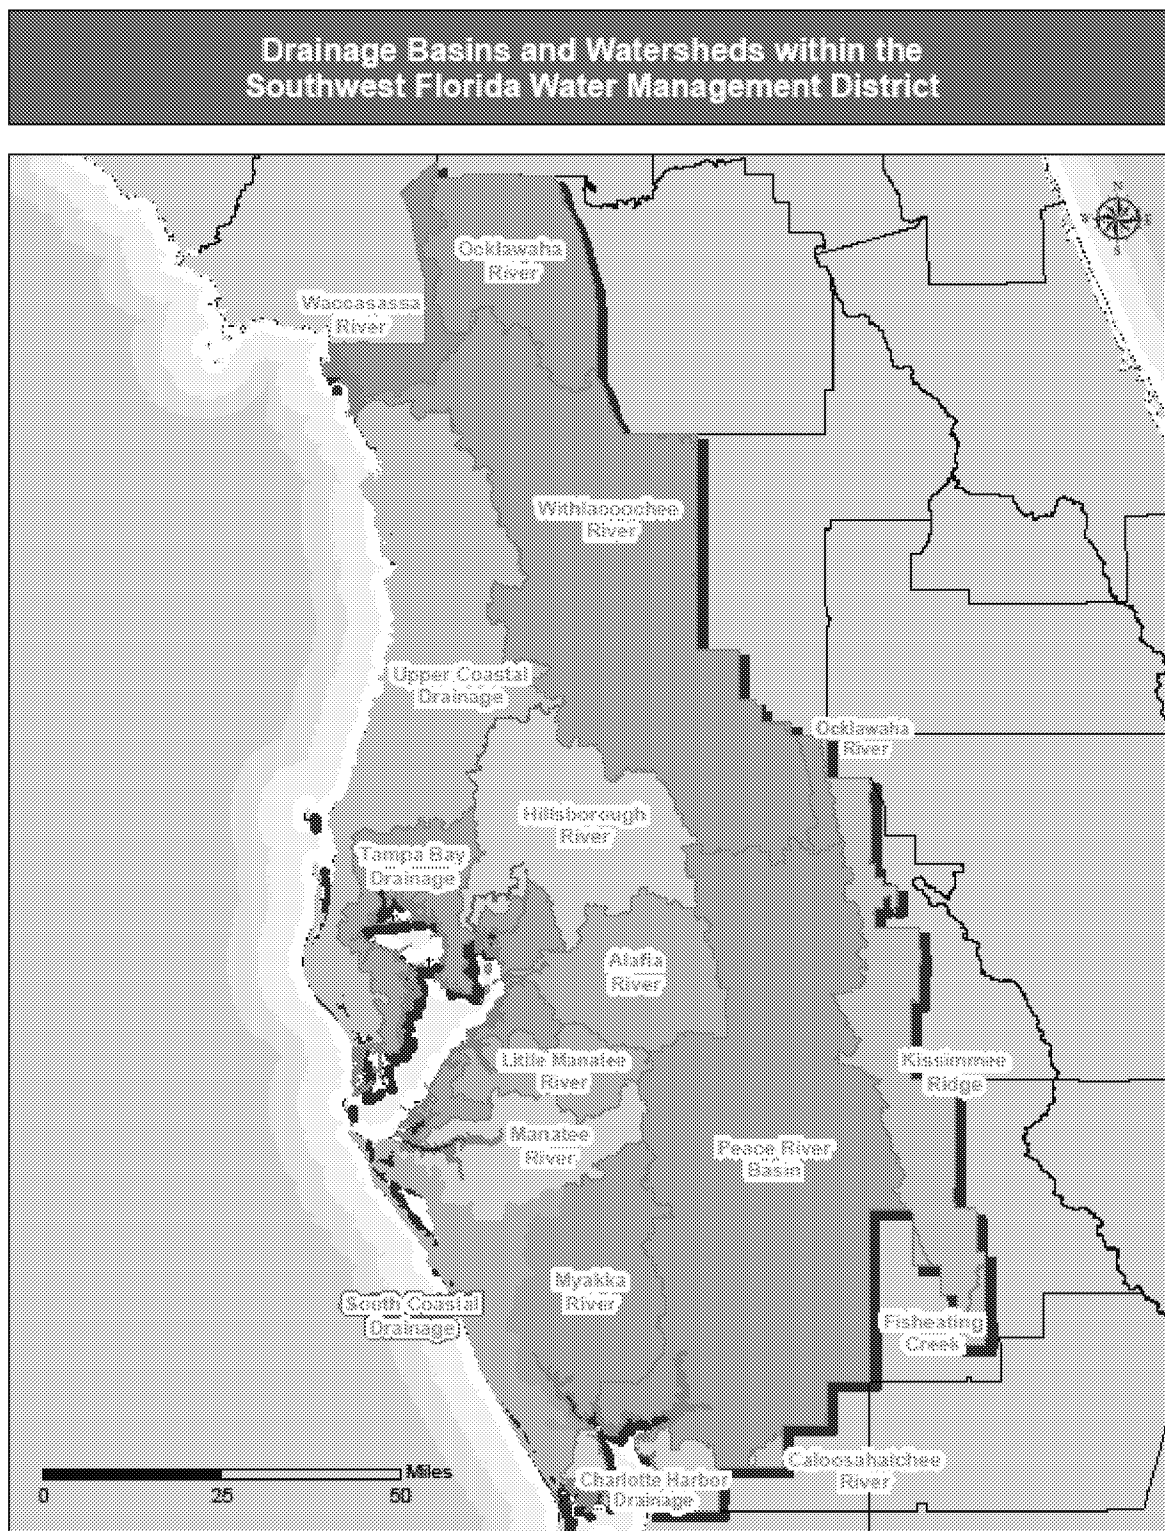 Drainage Basins and Watersheds within the
Southwest Florida Water Management District
N
W
E
S
Ocklawaha
River
Waccasassa
River
Withlacoochee
River
Upper Coastal
Drainage
Ocklawaha
River
Hillsborough
River
Tampa Bay
Drainage
Alafia
River
Little Manatee
River
Kissimmee
Ridge
Manatee
River
Peace River
Basin
Myakka
River
South Coastal
Drainage
Fisheating
Creek
Caloosahatchee
River
Charlotte Harbor
Drainage
Miles
0 25 50